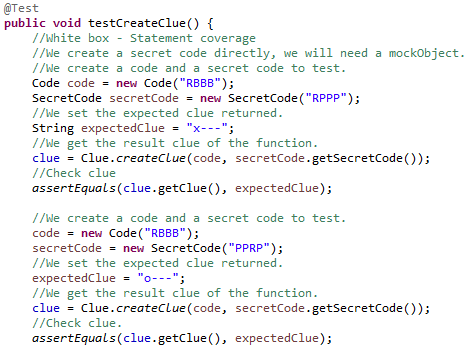 @Test
public void testCreateClue() {
//White box - Statement coverage
//We create a secret code directly, we will need a mockObject.
//We create a code and a secret code to test.
Code code = new Code("RBBB");
SecretCode secretCode = new SecretCode("RPPP");
//We set the expected clue returned.
String expectedClue = "x---";
//We get the result clue of the function.
clue = Clue.createClue(code, secretCode.getSecretCode());
//Check clue
assertEquals(clue.getClue(), expectedClue);
//We create a code and a secret code to test.
code = new Code("RBBB");
secretCode = new SecretCode("PPRP");
//We set the expected clue returned.
expectedClue = "o---";
//We get the result clue of the function.
clue = Clue.createClue(code, secretCode.getSecretCode());
//Check clue.
assertEquals(clue.getClue(), expectedClue);